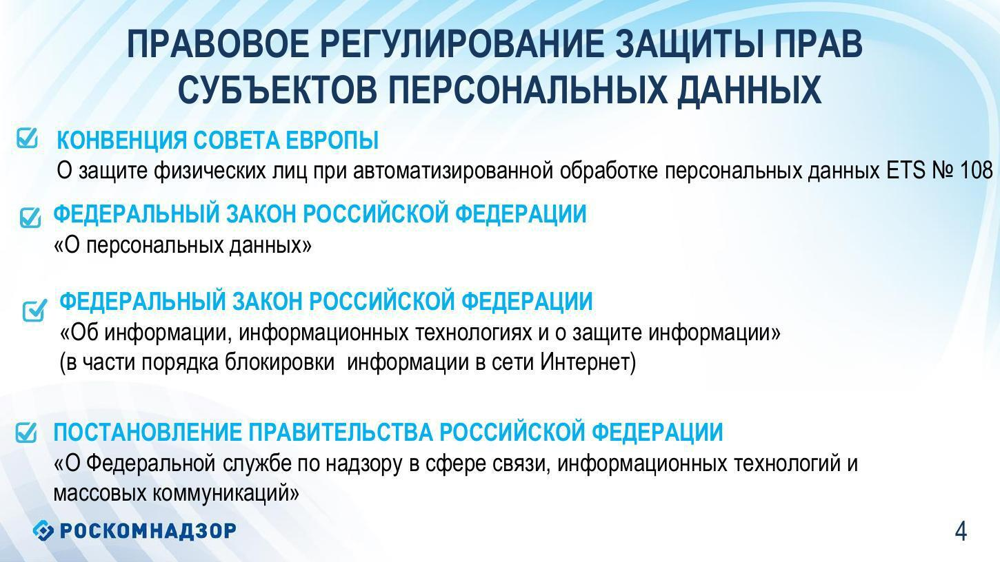 ПРАВОВОЕ РЕГУЛИРОВАНИЕ ЗАЩИТЫ ПРАВ
СУБЪЕКТОВ ПЕРСОНАЛЬНЫХ ДАННЫХ
КОНВЕНЦИЯ СОВЕТА ЕВРОПЫ
О защите физических лиц при автоматизированной обработке персональных данных ETS № 108
ФЕДЕРАЛЬНЫЙ ЗАКОН РОССИЙСКОЙ ФЕДЕРАЦИИ
«О персональных данных»
ФЕДЕРАЛЬНЫЙ ЗАКОН РОССИЙСКОЙ ФЕДЕРАЦИИ
«Об информации, информационных технологиях и о защите информации»
(в части порядка блокировки  информации в сети Интернет)
ПОСТАНОВЛЕНИЕ ПРАВИТЕЛЬСТВА РОССИЙСКОЙ ФЕДЕРАЦИИ
«О Федеральной службе по надзору в сфере связи, информационных технологий и
массовых коммуникаций»
РОСКОМНАДЗОР
4